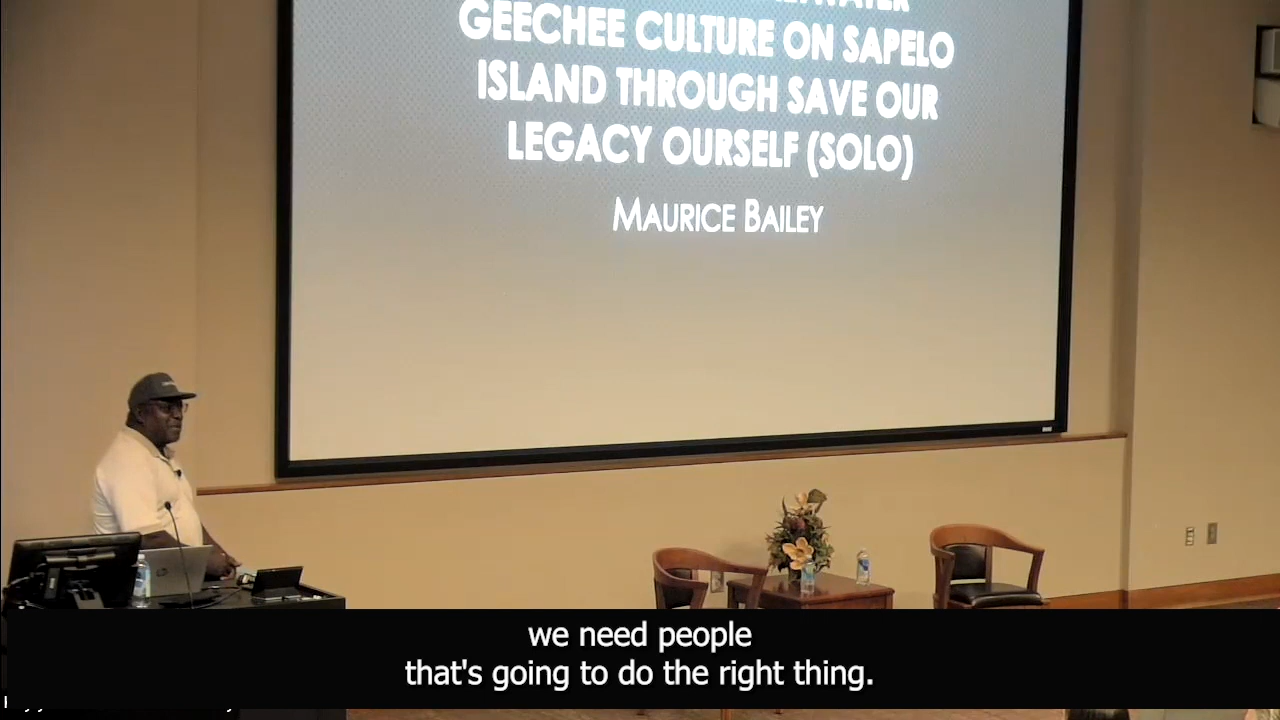 GEECHEE CULTURE ON SAPELO
ISLAND THROUGH SAVE OUR
LEGACY OURSELF (SOLO)
MAURICE BAILEY
we need people
that's going to do the right thing.